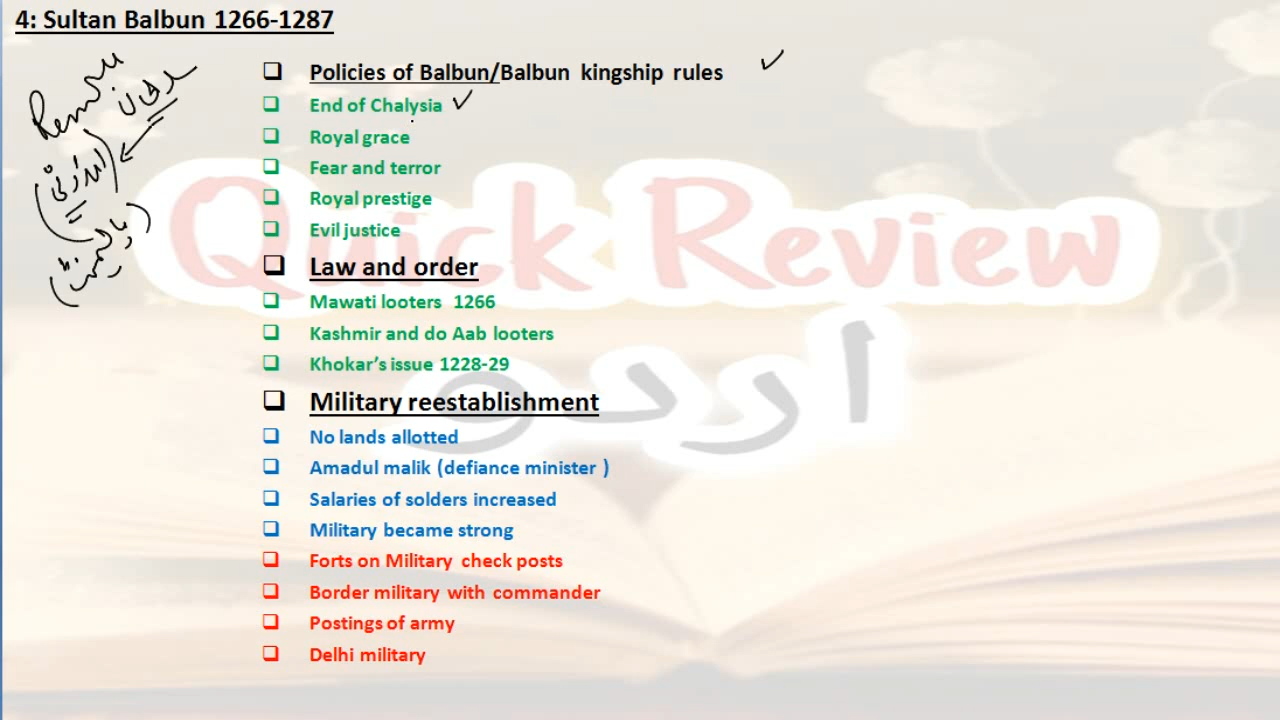 4: Sultan Balbun 1266-1287
Policies of Balbun/Balbun kingship rules
End of Chalysia
Royal grace
Fear and terror
Royal prestige
Evil justice
Law and order
Mawati looters 1266
Kashmir and do Aab looters
Khokar's issue 1228-29
Military reestablishment
No lands allotted
Amadul malik (defiance minister )
Salaries of solders increased
Military became strong
Forts on Military check posts
Border military with commander
Postings of army
Delhi military
Quick Review
اردو